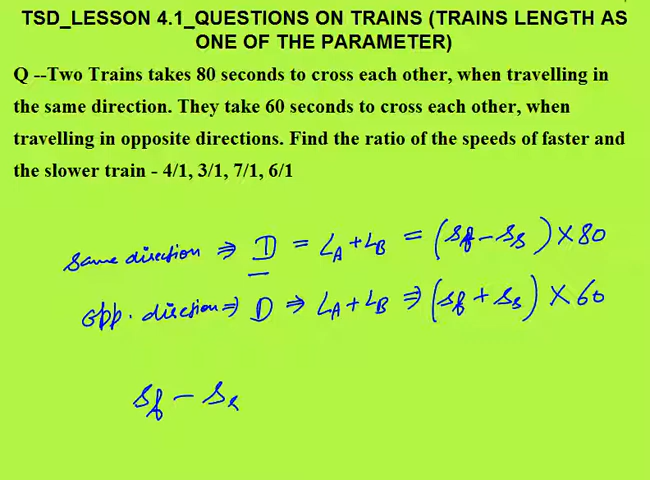 TSD_LESSON 4.1_QUESTIONS ON TRAINS (TRAINS LENGTH AS
ONE OF THE PARAMETER)
Q --Two Trains takes 80 seconds to cross each other, when travelling in
the same direction. They take 60 seconds to cross each other, when
travelling in opposite directions. Find the ratio of the speeds of faster and
the slower train - 4/1, 3/1, 7/1, 6/1
Same direction ⇒ D = LA + LB = (Sf - Ss) × 80
Opp. direction ⇒ D ⇒ LA + LB ⇒ (Sf + Ss) × 60
Sf - Ss